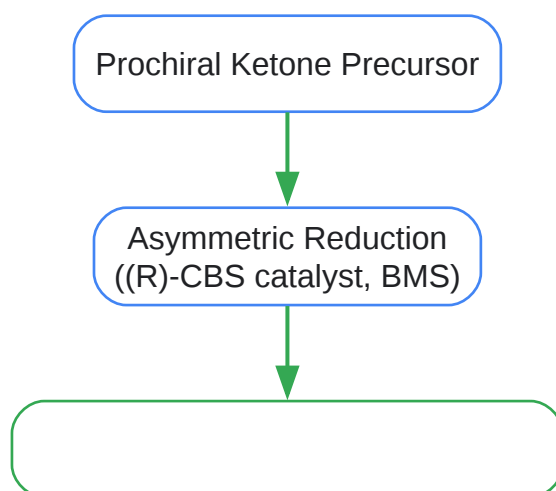 Prochiral Ketone Precursor
Asymmetric Reduction
((R)-CBS catalyst, BMS)